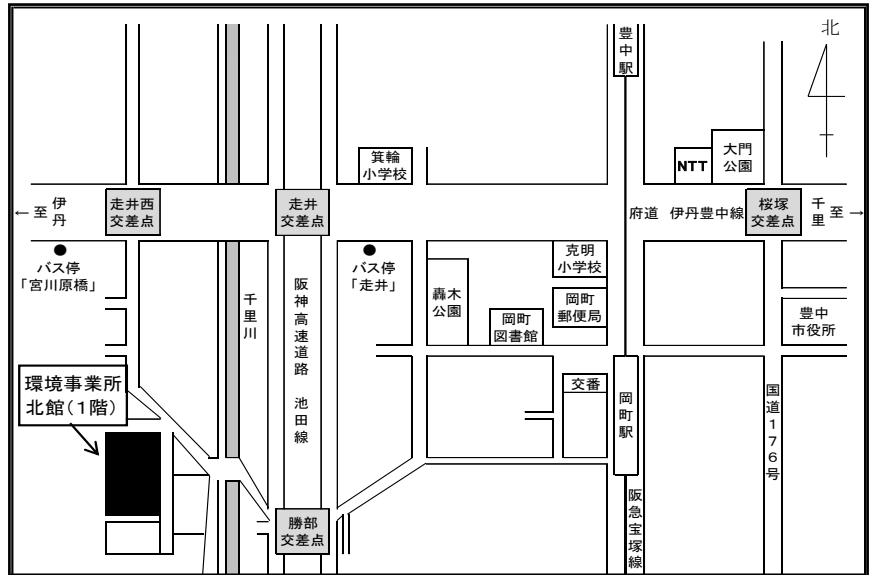 豊中駅
北
箕輪
小学校
NTT
大門
公園
←至
伊丹
走井西
交差点
走井
交差点
府道 伊丹豊中線
桜塚
交差点
千里
至→
バス停
「宮川原橋」
千里川
阪神高速道路 池田線
バス停
「走井」
轟木
公園
克明
小学校
岡町
図書館
岡町
郵便局
豊中
市役所
環境事業所
北館(1階)
交番
岡町駅
国道176号
勝部
交差点
阪急宝塚線